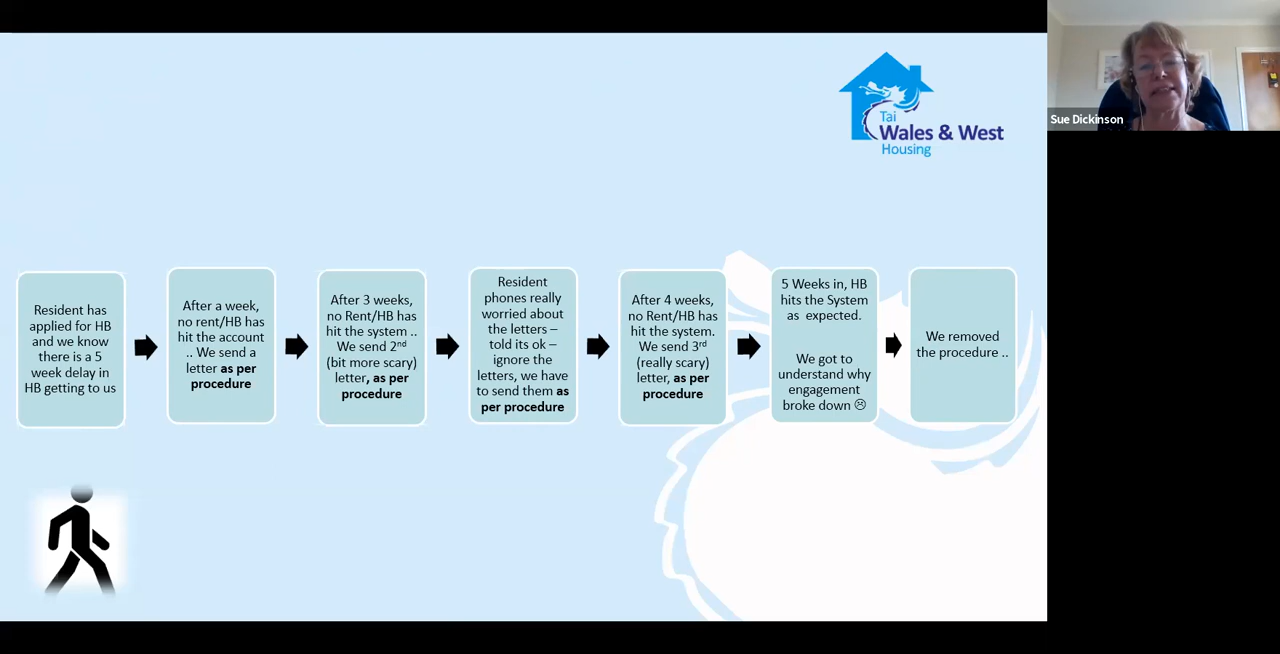 Tai
Wales & West
Housing
Sue Dickinson
Resident has
applied for HB
and we know
there is a 5
week delay in
HB getting to us
After a week,
no rent/HB has
hit the account
.. We send a
letter as per
procedure
After 3 weeks,
no Rent/HB has
hit the system ..
We send 2nd
(bit more scary)
letter, as per
procedure
Resident
phones really
worried about
the letters –
told its ok –
ignore the
letters, we have
to send them as
per procedure
After 4 weeks,
no Rent/HB has
hit the system.
We send 3rd
(really scary)
letter, as per
procedure
5 Weeks in, HB
hits the System
as expected.
We got to
understand why
engagement
broke down ☹
We removed
the procedure ..